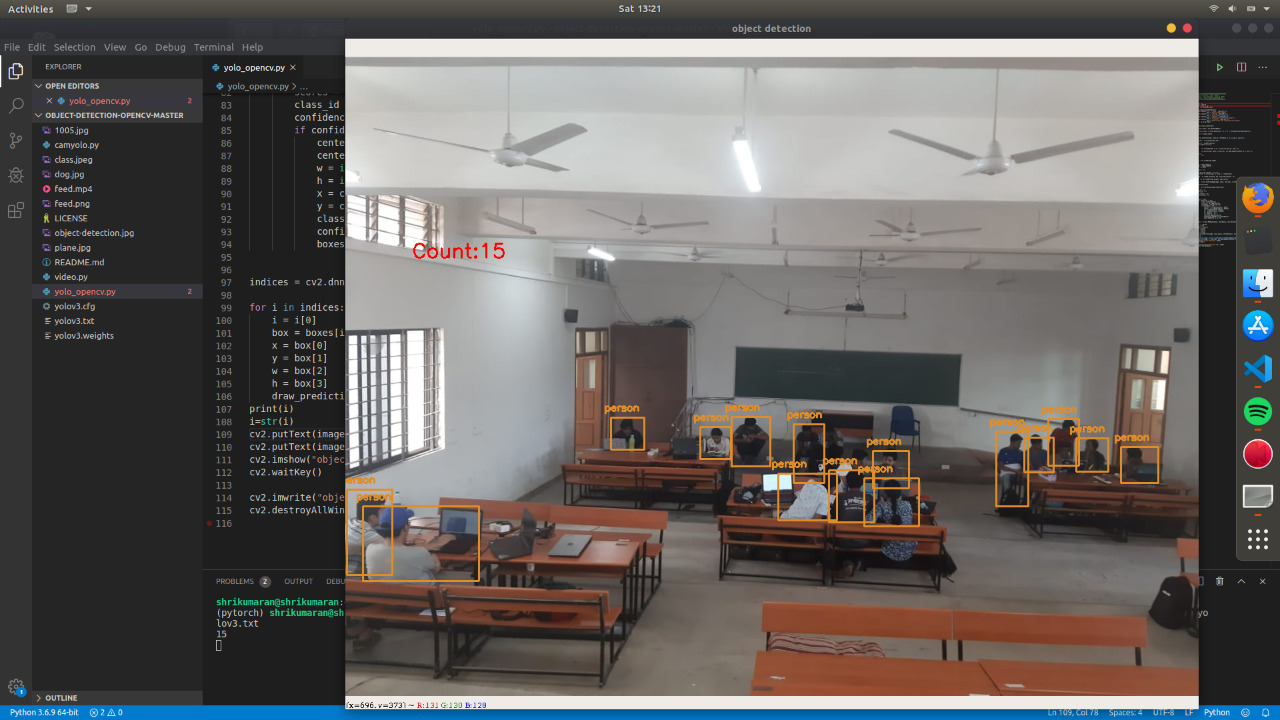 Activities
Sat 13:21
object detection
File Edit Selection View Go Debug Terminal Help
EXPLORER
OPEN EDITORS
yolo_opencv.py 2
OBJECT-DETECTION-OPENCV-MASTER
1005.jpg
camyolo.py
class.jpeg
dog.jpg
feed.mp4
feed.png
LICENSE
object-detection.jpg
plane.jpg
README.md
video.py
yolo_opencv.py 2
yolov3.cfg
yolov3.txt
yolov3.weights
OUTLINE
yolo_opencv.py
yolo_opencv.py > ...
83 class_id
84 confidenc
85 if confid
86 cente
87 cente
88 w = i
89 h = i
90 x = c
91 y = c
92 class
93 confi
94 boxes
95
96
97 indices = cv2.dnn
98
99 for i in indices:
100 i = i[0]
101 box = boxes[i
102 x = box[0]
103 y = box[1]
104 w = box[2]
105 h = box[3]
106 draw_predicti
107 print(i)
108 i=str(i)
109 cv2.putText(image
110 cv2.putText(image
111 cv2.imshow("objec
112 cv2.waitKey()
113
114 cv2.imwrite("obje
115 cv2.destroyAllWin
116
PROBLEMS 2 OUTPUT DEBU
shrikumaran@shrikumaran:
(pytorch) shrikumaran@sh
lov3.txt
15
yo
Count:15
person
person
person
person
person
person
person
person
person
person
person
person
person
erson
person
(x=696, y=373) ~ R:131 G:130 B:128
Python 3.6.9 64-bit
2 0
Ln 109, Col 78 Spaces: 4 UTF-8 LF Python
1